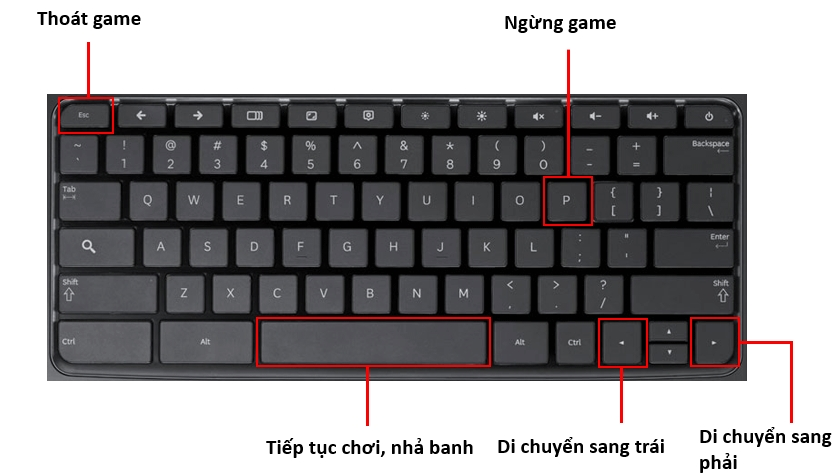 Thoát game
Ngừng game
Esc
~ ! @ # $ % ^ & * ( ) _ + Backspace
` 1 2 3 4 5 6 7 8 9 0 - =
Tab Q W E R T Y U I O P { } ¦
[ ] \
A S D F G H J K L : " Enter
; '
Shift Z X C V B N M < > ? Shift
, . /
Ctrl Alt Alt Ctrl
Tiếp tục chơi, nhả banh
Di chuyển sang trái
Di chuyển sang
phải